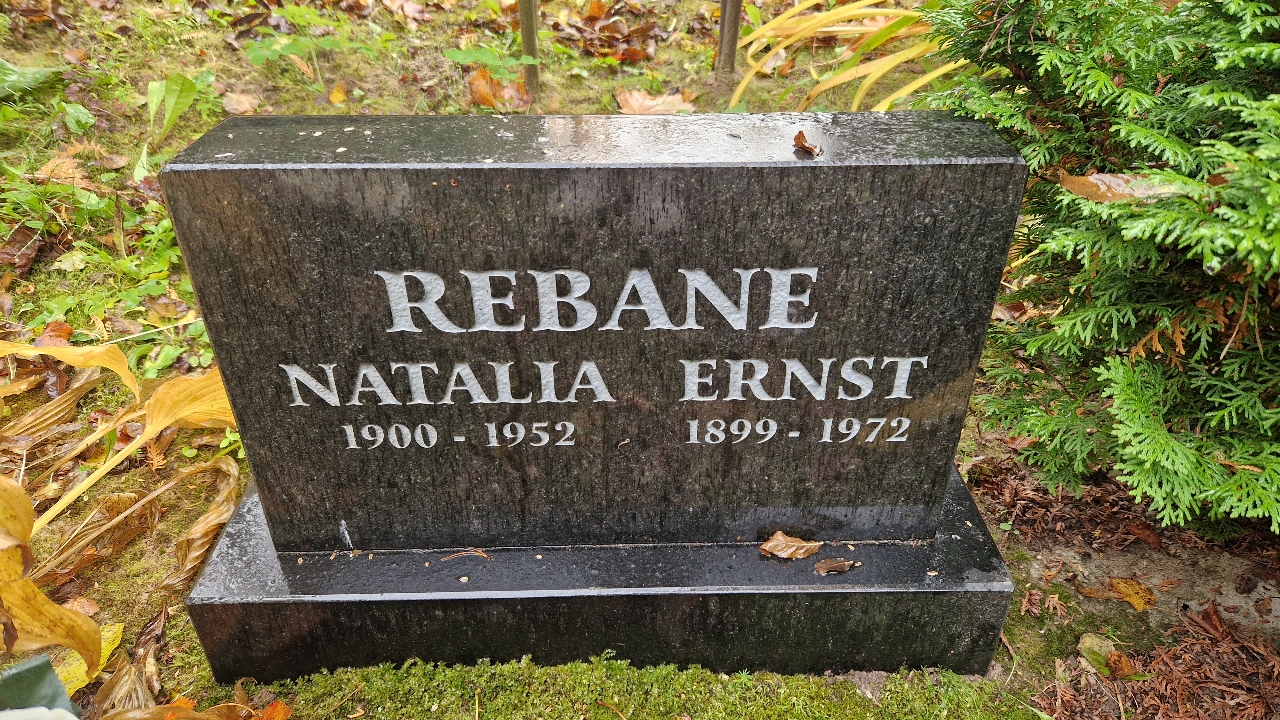 REBANE
NATALIA ERNST
1900 - 1952 1899 - 1972